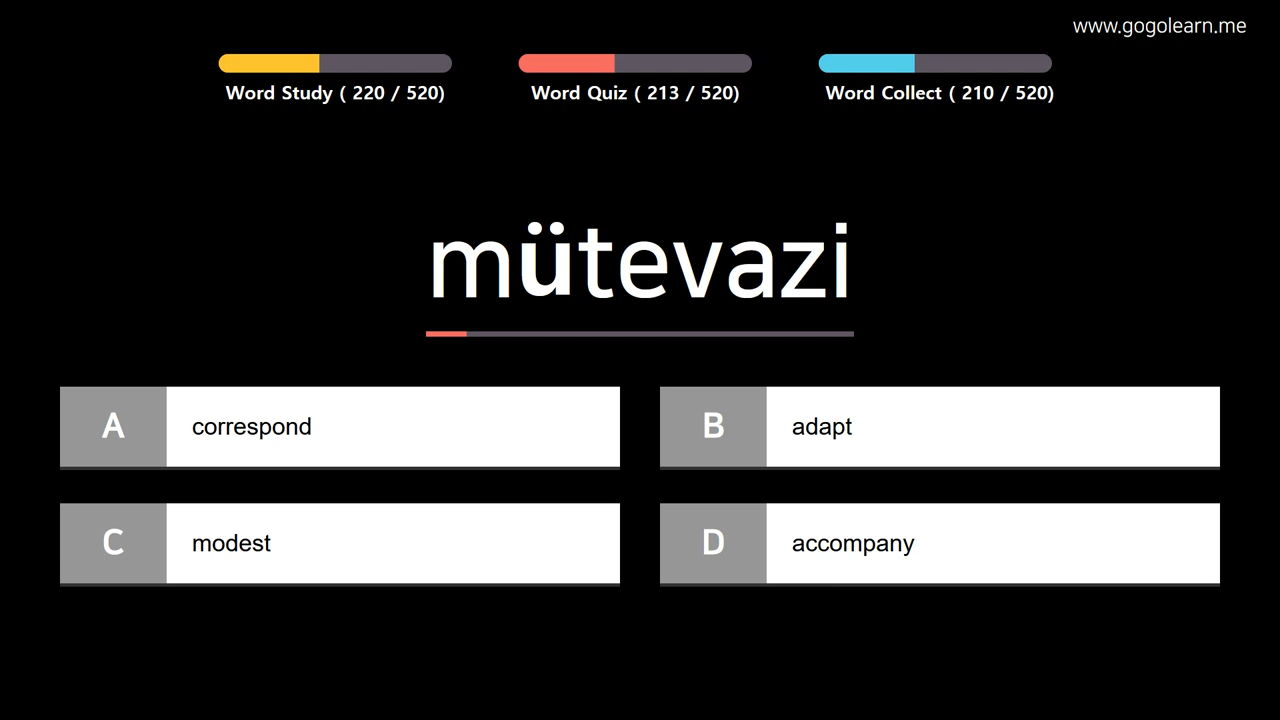 www.gogolearn.me
Word Study ( 220 / 520)
Word Quiz ( 213 / 520)
Word Collect ( 210 / 520)
mütevazi
A correspond
B adapt
C modest
D accompany